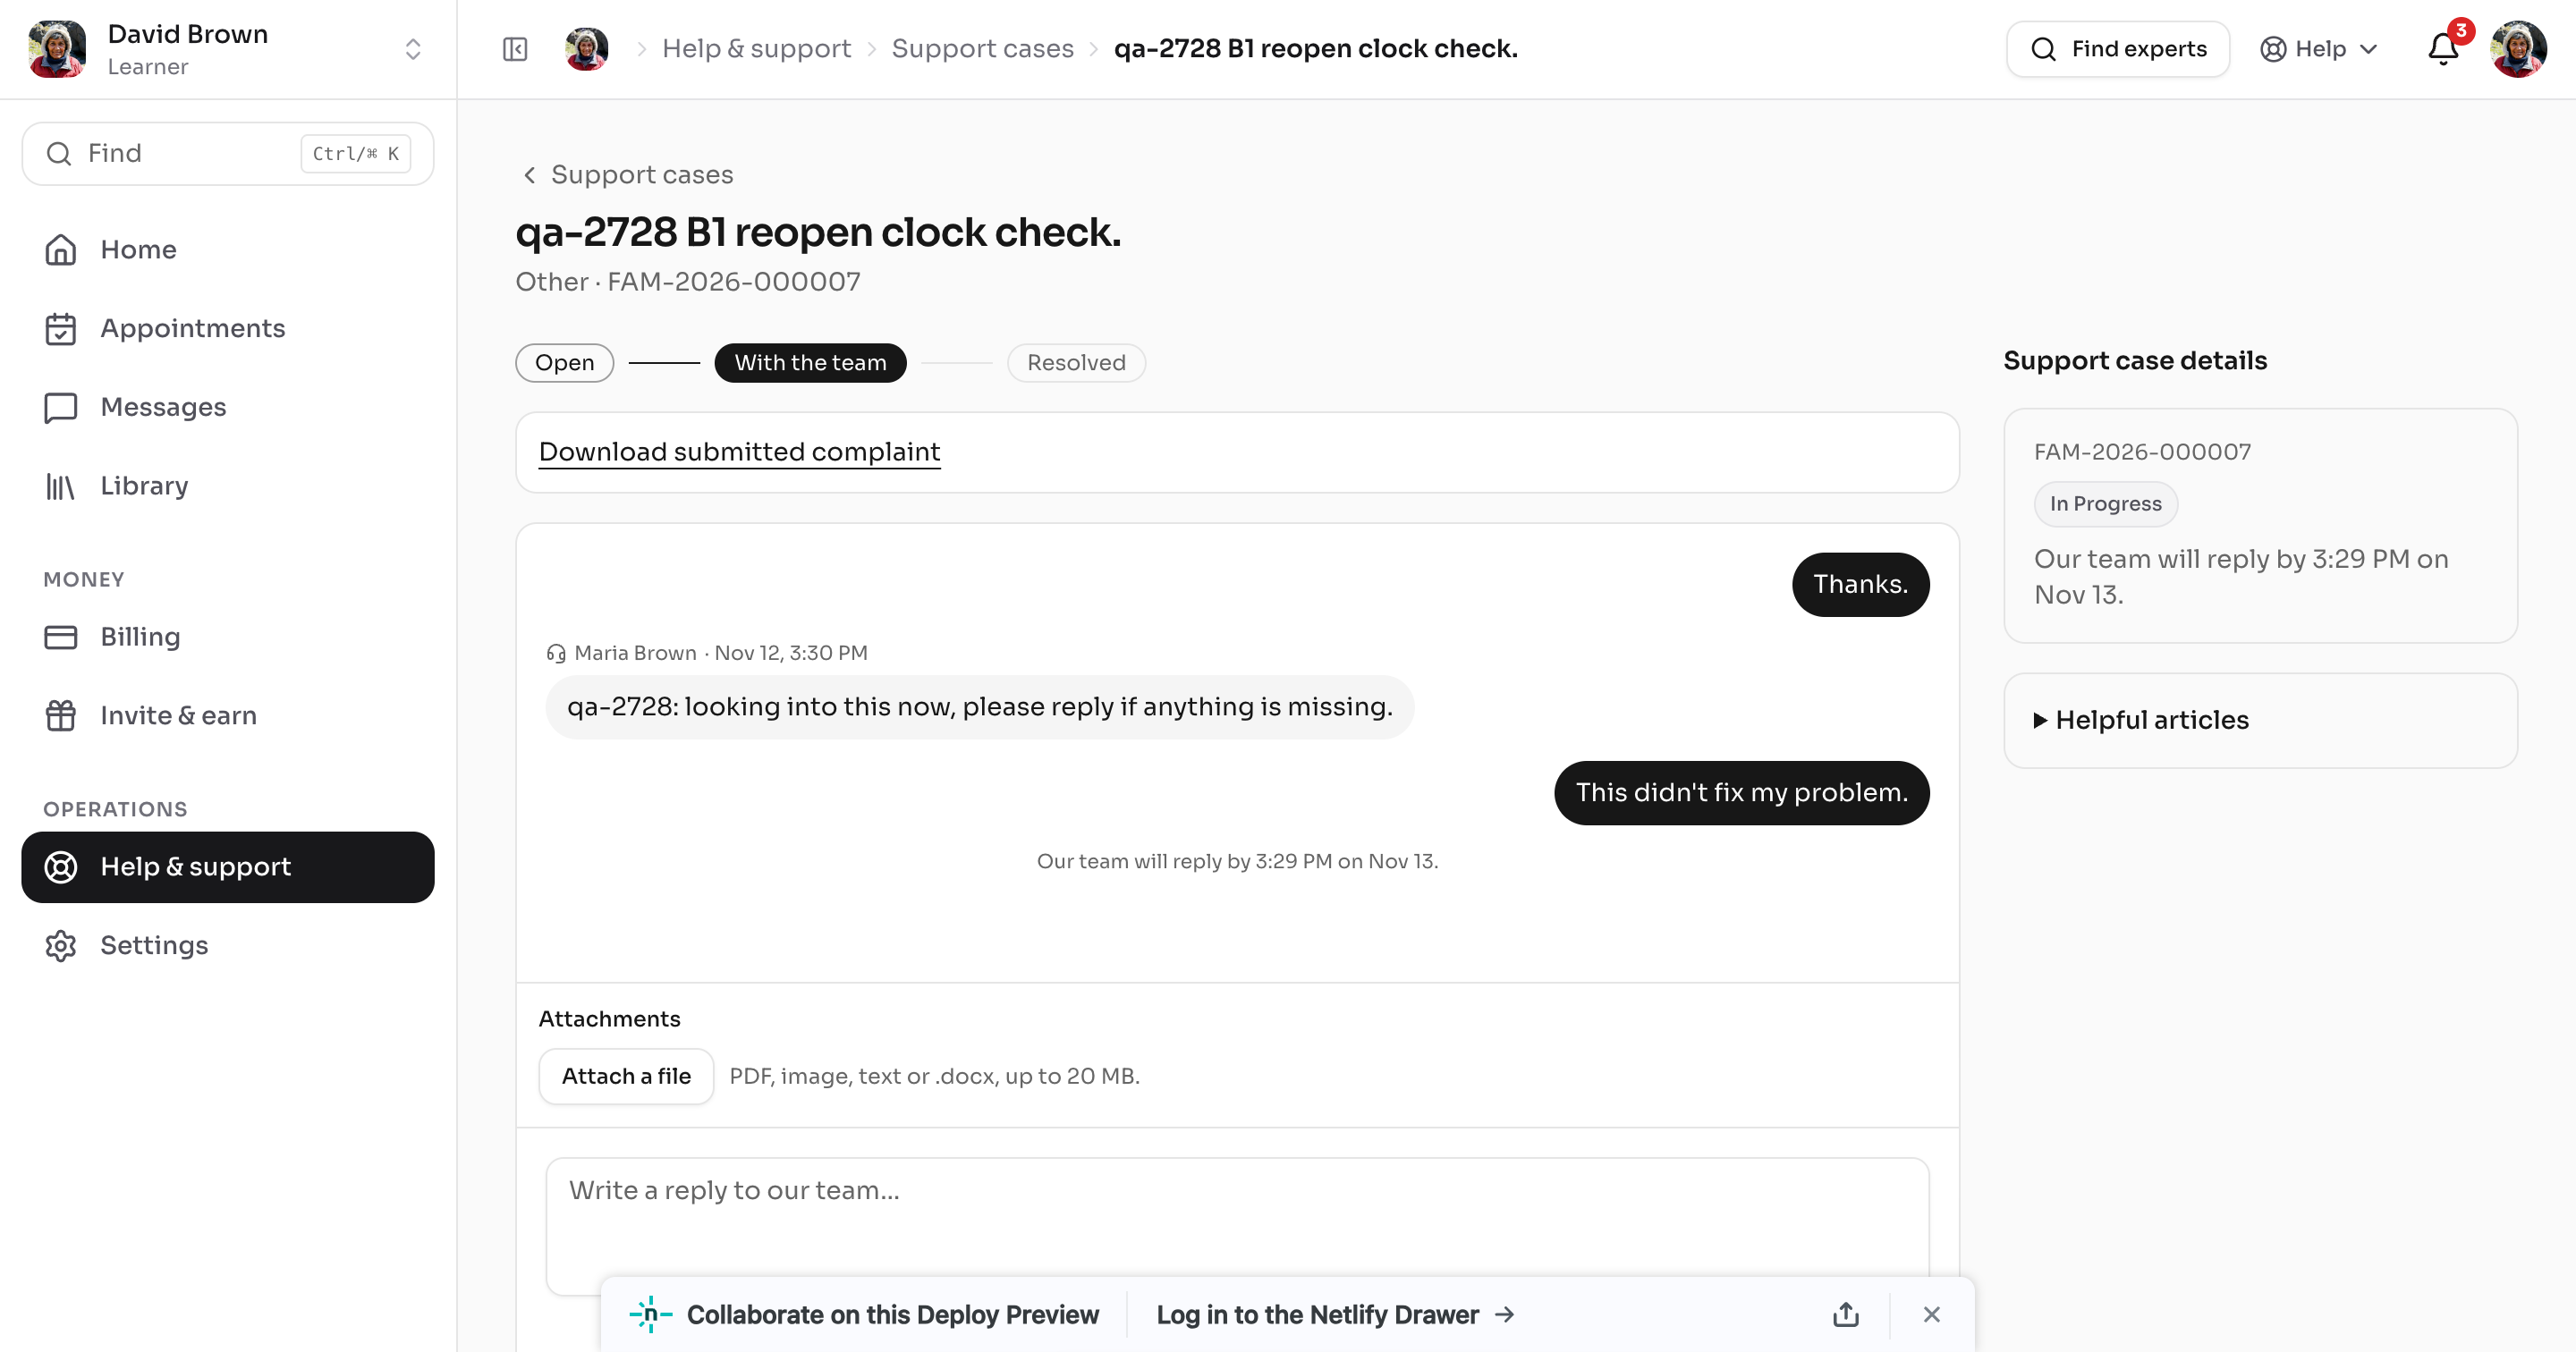 David Brown
Learner
Find
Ctrl/⌘ K
Home
Appointments
Messages
Library
MONEY
Billing
Invite & earn
OPERATIONS
Help & support
Settings
Help & support
Support cases
qa-2728 B1 reopen clock check.
Find experts
Help
3
Support cases
qa-2728 B1 reopen clock check.
Other · FAM-2026-000007
Open
With the team
Resolved
Download submitted complaint
Thanks.
Maria Brown · Nov 12, 3:30 PM
qa-2728: looking into this now, please reply if anything is missing.
This didn't fix my problem.
Our team will reply by 3:29 PM on Nov 13.
Attachments
Attach a file
PDF, image, text or .docx, up to 20 MB.
Write a reply to our team...
Support case details
FAM-2026-000007
In Progress
Our team will reply by 3:29 PM on
Nov 13.
Helpful articles
Collaborate on this Deploy Preview
Log in to the Netlify Drawer →